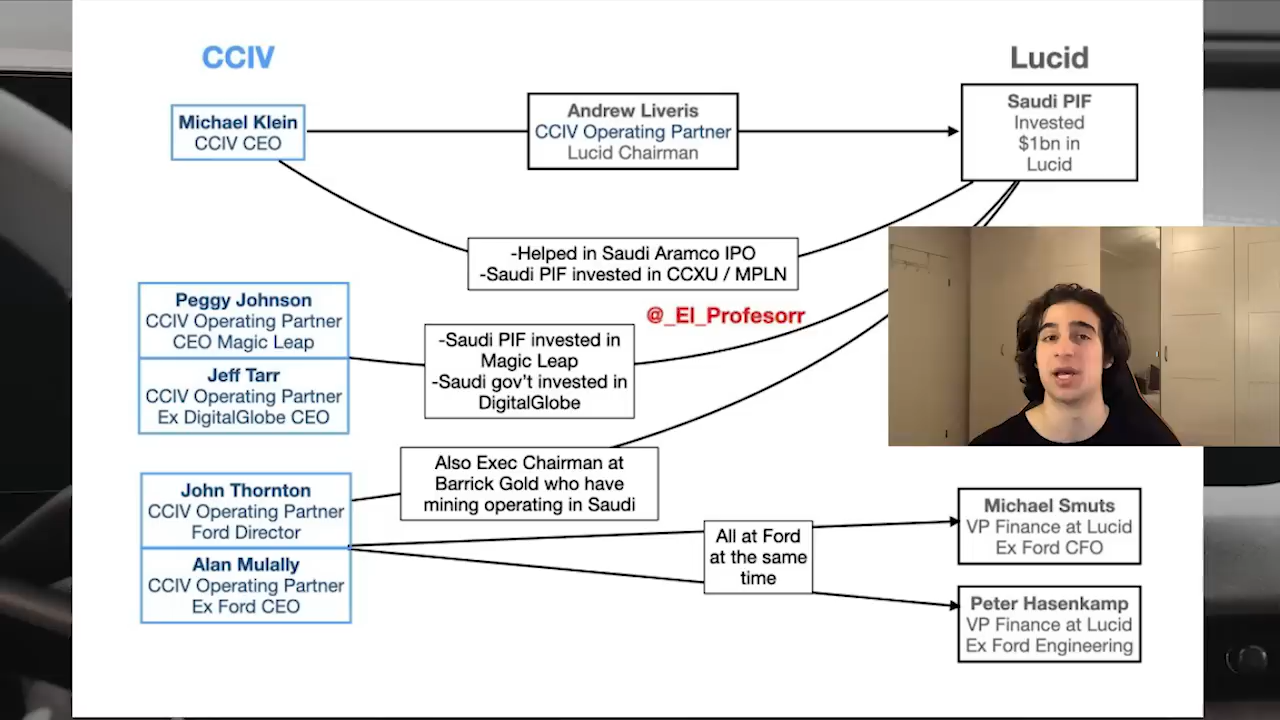 CCIV
Lucid
Michael Klein
CCIV CEO
Andrew Liveris
CCIV Operating Partner
Lucid Chairman
Saudi PIF
Invested
$1bn in
Lucid
-Helped in Saudi Aramco IPO
-Saudi PIF invested in CCXU / MPLN
@_El_Profesorr
Peggy Johnson
CCIV Operating Partner
CEO Magic Leap
Jeff Tarr
CCIV Operating Partner
Ex DigitalGlobe CEO
-Saudi PIF invested in
Magic Leap
-Saudi gov't invested in
DigitalGlobe
John Thornton
CCIV Operating Partner
Ford Director
Alan Mulally
CCIV Operating Partner
Ex Ford CEO
Also Exec Chairman at
Barrick Gold who have
mining operating in Saudi
All at Ford
at the same
time
Michael Smuts
VP Finance at Lucid
Ex Ford CFO
Peter Hasenkamp
VP Finance at Lucid
Ex Ford Engineering